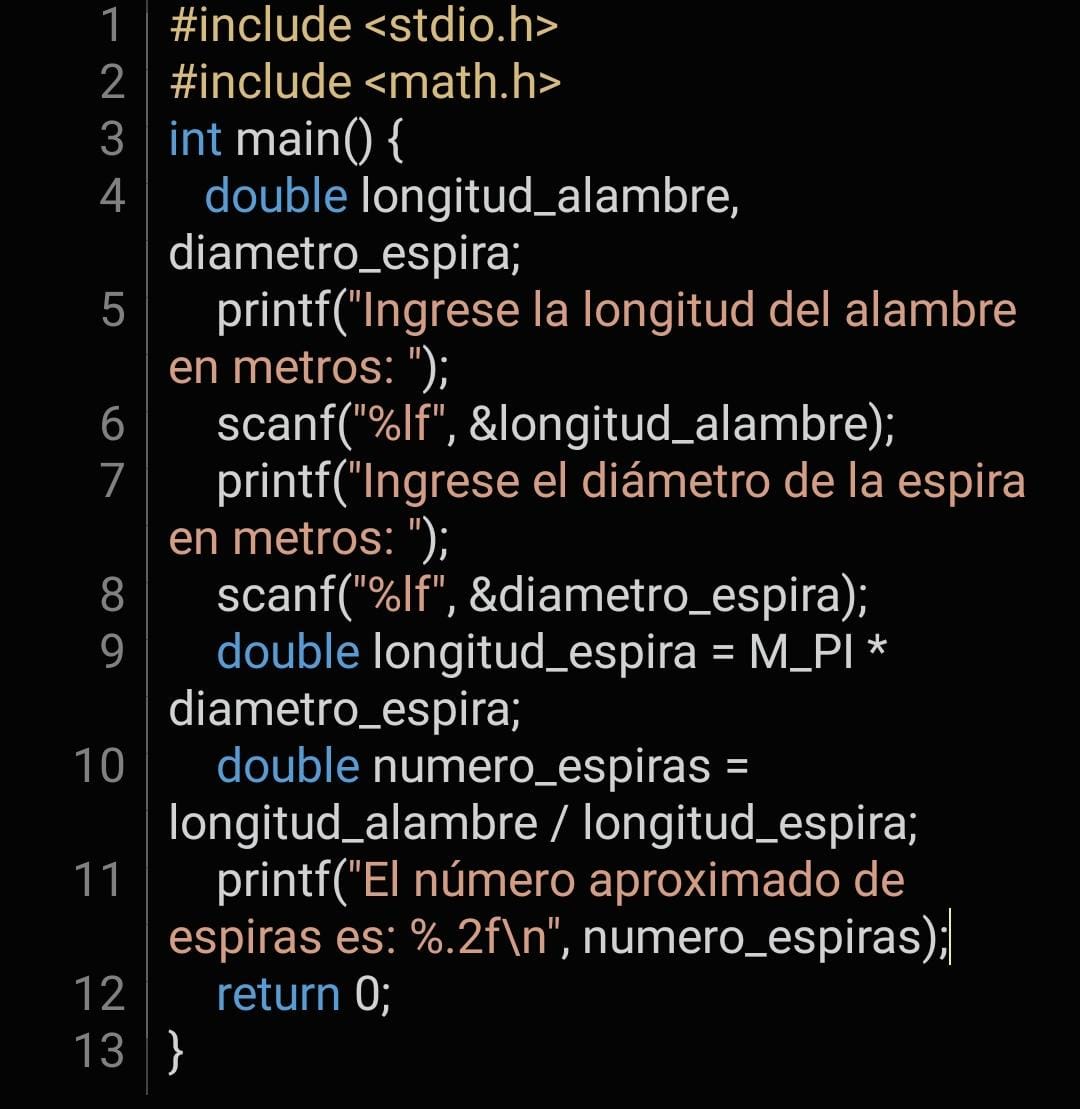 1 #include <stdio.h>
2 #include <math.h>
3 int main() {
4 double longitud_alambre,
diametro_espira;
5 printf("Ingrese la longitud del alambre
en metros: ");
6 scanf("%lf", &longitud_alambre);
7 printf("Ingrese el diámetro de la espira
en metros: ");
8 scanf("%lf", &diametro_espira);
9 double longitud_espira = M_PI *
diametro_espira;
10 double numero_espiras =
longitud_alambre / longitud_espira;
11 printf("El número aproximado de
espiras es: %.2f\n", numero_espiras);
12 return 0;
13 }